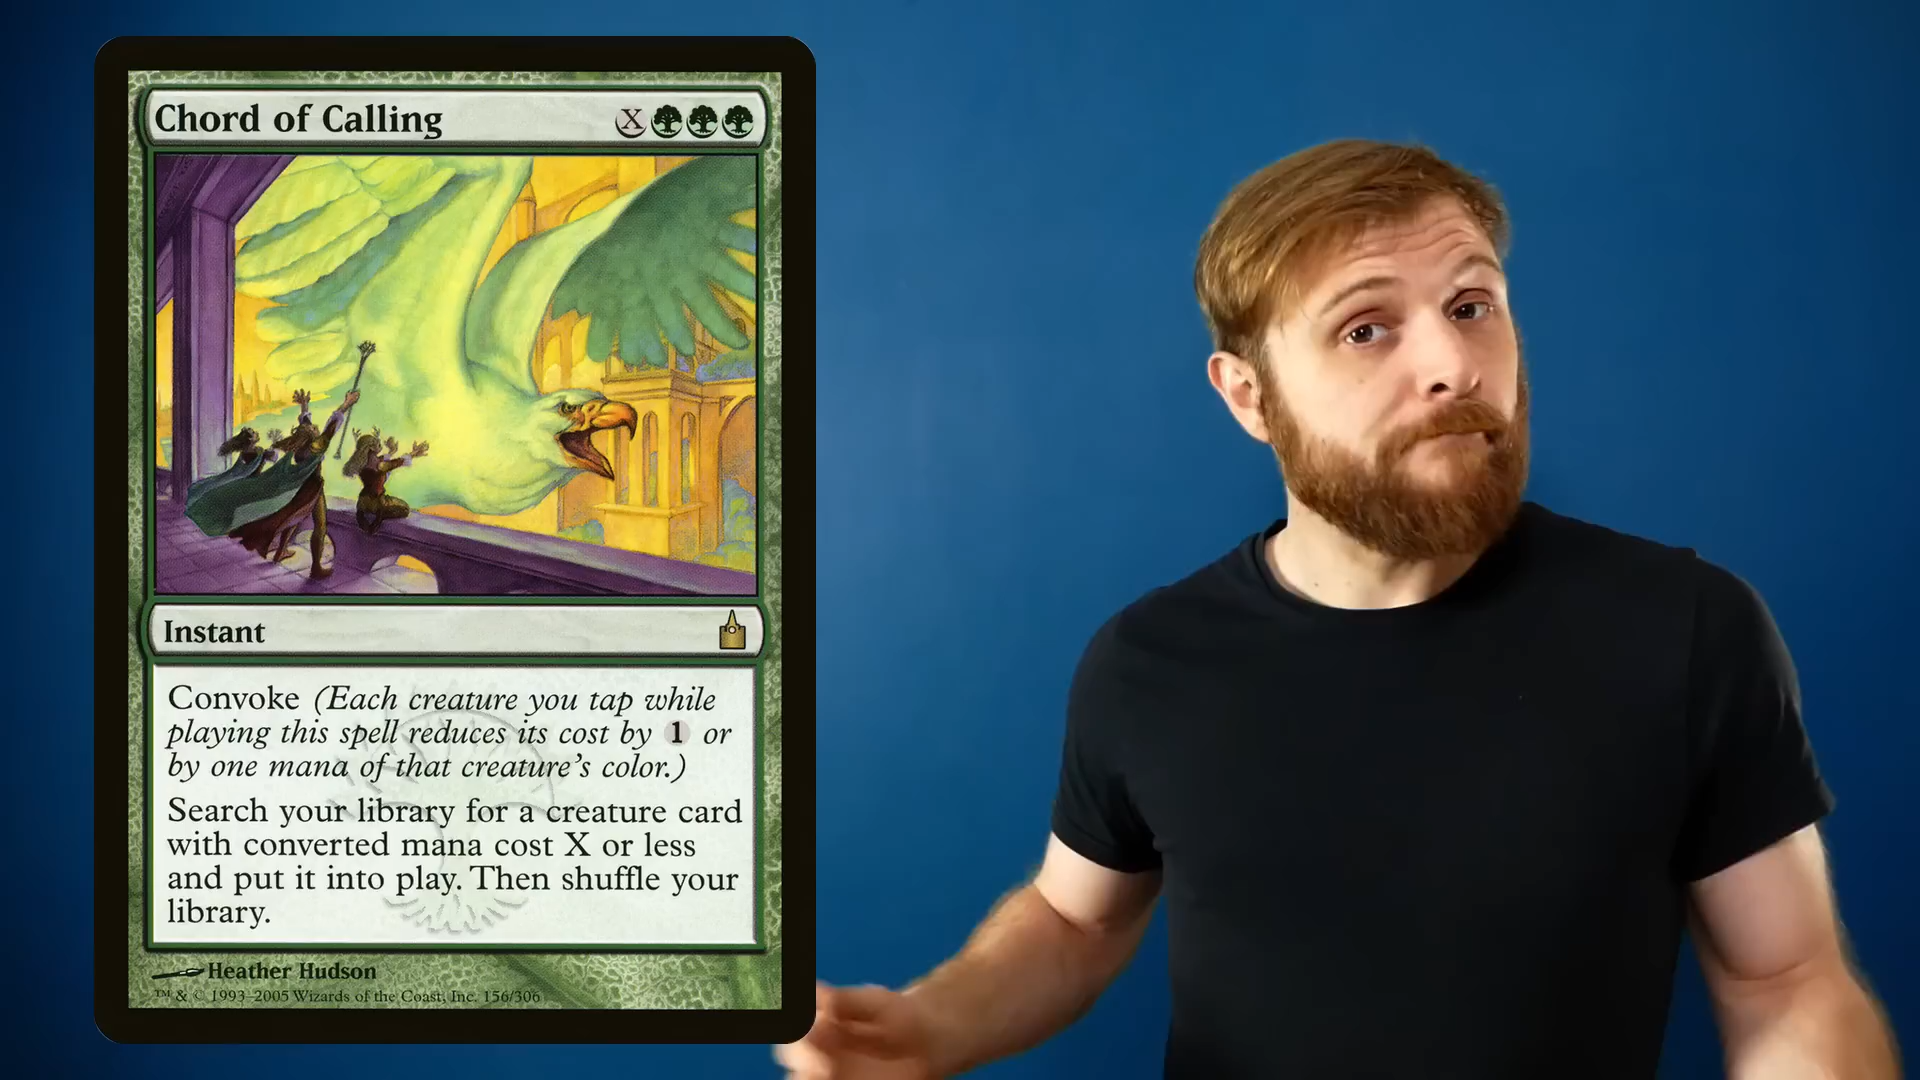 Chord of Calling X
Instant
Convoke (Each creature you tap while
playing this spell reduces its cost by 1 or
by one mana of that creature's color.)
Search your library for a creature card
with converted mana cost X or less
and put it into play. Then shuffle your
library.
Heather Hudson
™ & © 1993–2005 Wizards of the Coast, Inc. 156/306